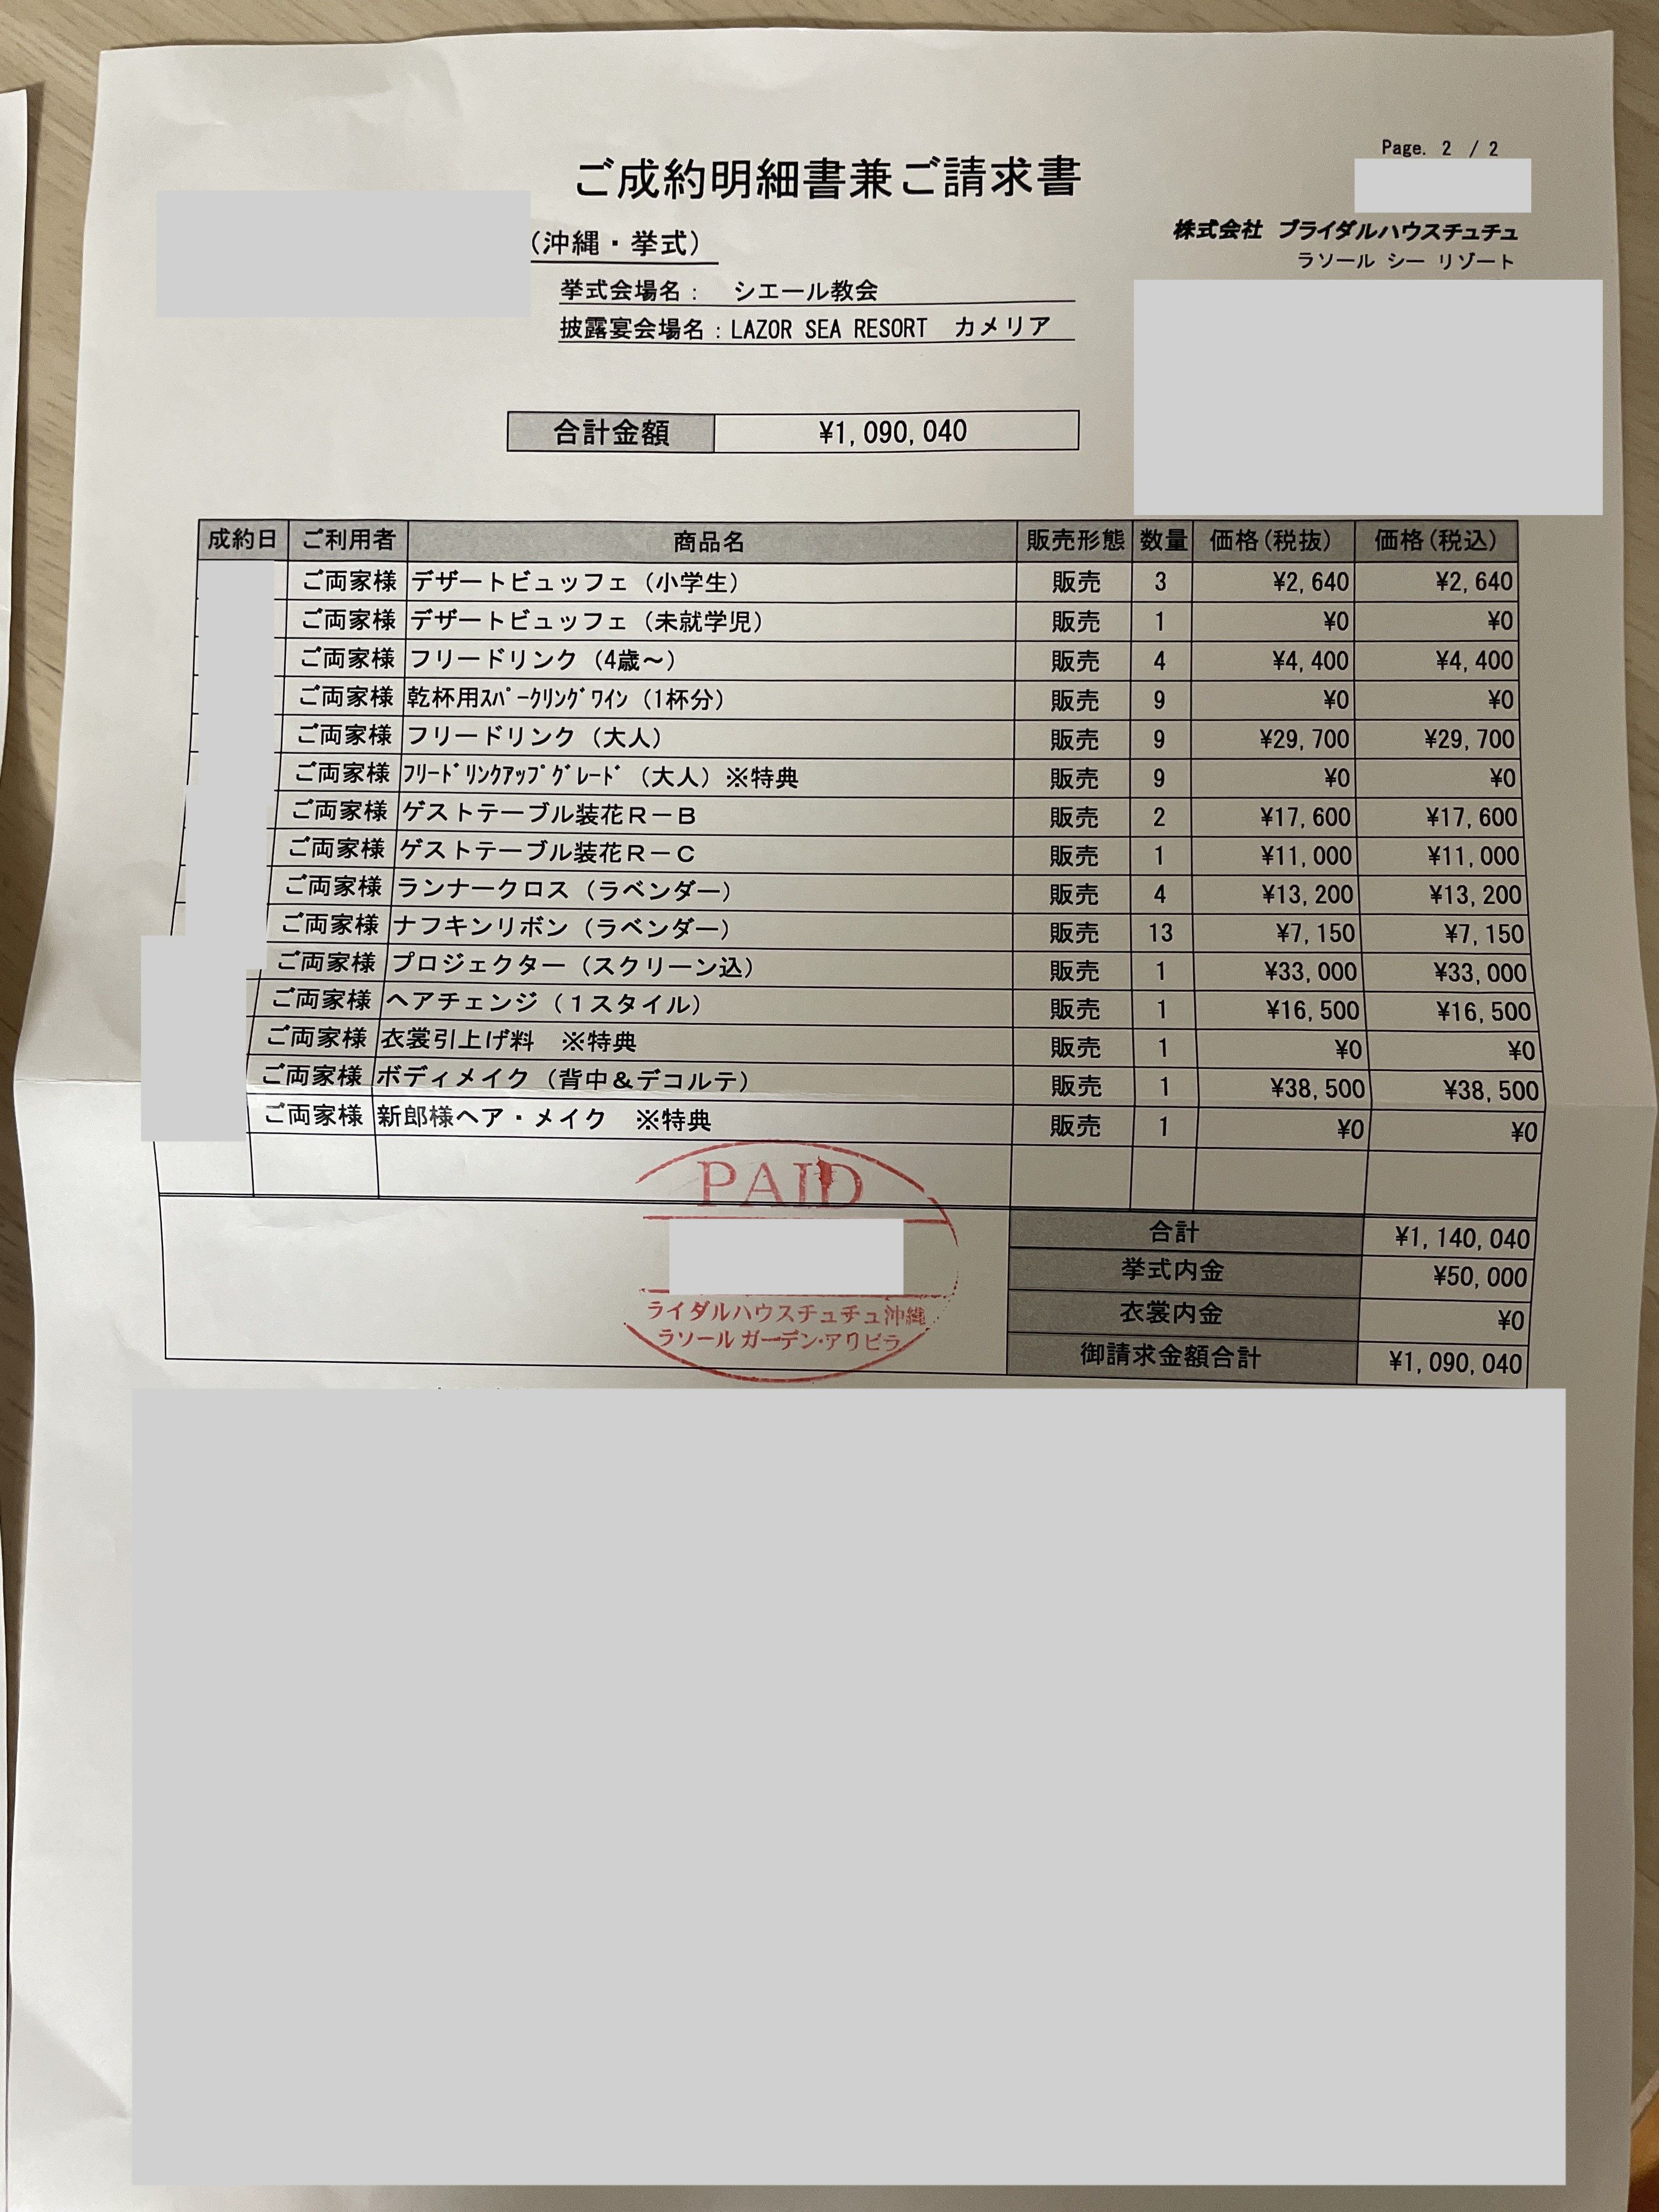 Page. 2 / 2
ご成約明細書兼ご請求書
(沖縄・挙式)
株式会社 ブライダルハウスチュチュ
ラソール シー リゾート
挙式会場名： シエール教会
披露宴会場名：LAZOR SEA RESORT カメリア
合計金額 ¥1,090,040
成約日 ご利用者 商品名 販売形態 数量 価格(税抜) 価格(税込)
ご両家様 デザートビュッフェ（小学生） 販売 3 ¥2,640 ¥2,640
ご両家様 デザートビュッフェ（未就学児） 販売 1 ¥0 ¥0
ご両家様 フリードリンク（4歳～） 販売 4 ¥4,400 ¥4,400
ご両家様 乾杯用ｽﾊﾟｰｸﾘﾝｸﾞﾜｲﾝ（1杯分） 販売 9 ¥0 ¥0
ご両家様 フリードリンク（大人） 販売 9 ¥29,700 ¥29,700
ご両家様 ﾌﾘｰﾄﾞﾘﾝｸｱｯﾌﾟｸﾞﾚｰﾄﾞ（大人）※特典 販売 9 ¥0 ¥0
ご両家様 ゲストテーブル装花Ｒ－Ｂ 販売 2 ¥17,600 ¥17,600
ご両家様 ゲストテーブル装花Ｒ－Ｃ 販売 1 ¥11,000 ¥11,000
ご両家様 ランナークロス（ラベンダー） 販売 4 ¥13,200 ¥13,200
ご両家様 ナフキンリボン（ラベンダー） 販売 13 ¥7,150 ¥7,150
ご両家様 プロジェクター（スクリーン込） 販売 1 ¥33,000 ¥33,000
ご両家様 ヘアチェンジ（１スタイル） 販売 1 ¥16,500 ¥16,500
ご両家様 衣裳引上げ料 ※特典 販売 1 ¥0 ¥0
ご両家様 ボディメイク（背中＆デコルテ） 販売 1 ¥38,500 ¥38,500
ご両家様 新郎様ヘア・メイク ※特典 販売 1 ¥0 ¥0
PAID
ライダルハウスチュチュ沖縄
ラソール ガーデン・アリビラ
合計 ¥1,140,040
挙式内金 ¥50,000
衣裳内金 ¥0
御請求金額合計 ¥1,090,040